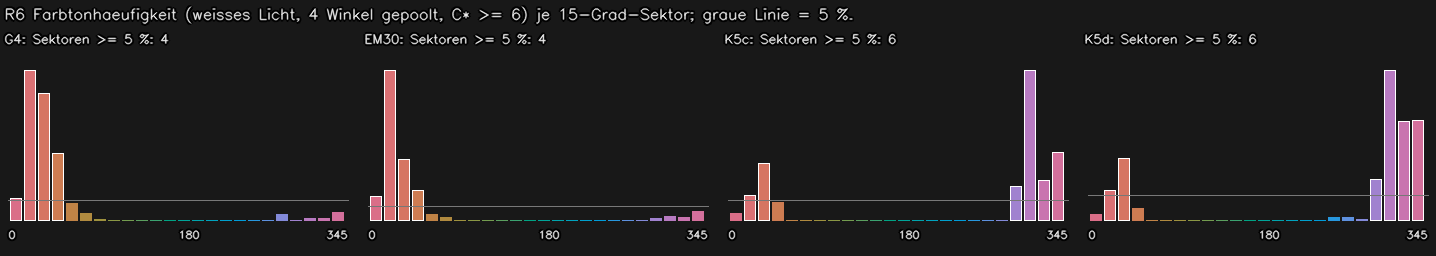 R6 Farbtonhaeufigkeit (weisses Licht, 4 Winkel gepoolt, C* >= 6) je 15-Grad-Sektor; graue Linie = 5 %.
G4: Sektoren >= 5 %: 4 EM30: Sektoren >= 5 %: 4 K5c: Sektoren >= 5 %: 6 K5d: Sektoren >= 5 %: 6
0 180 345 0 180 345 0 180 345 0 180 345